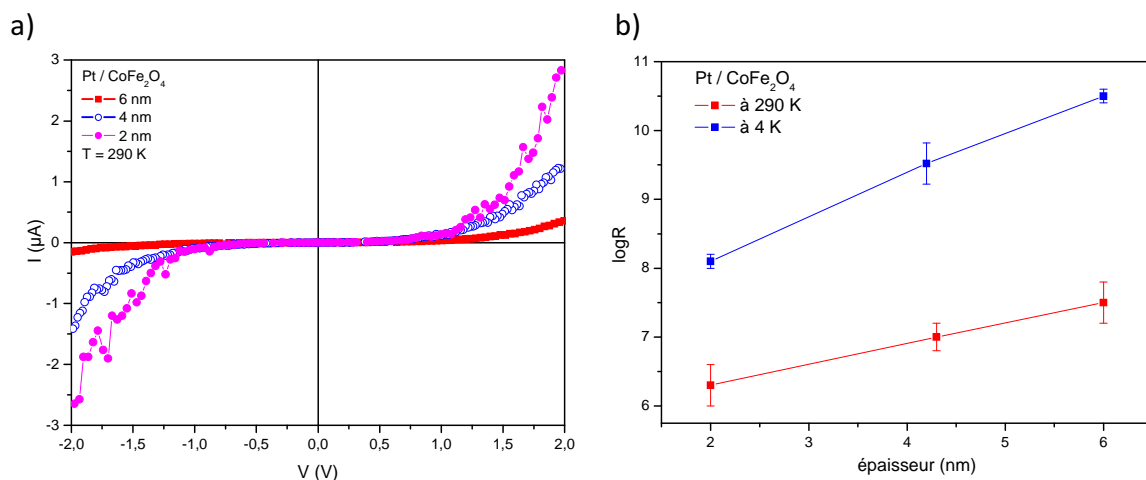 a)
Pt / CoFe2O4
6 nm
4 nm
2 nm
T = 290 K
3
2
1
0
-1
-2
-3
I (µA)
-2,0 -1,5 -1,0 -0,5 0,0 0,5 1,0 1,5 2,0
V (V)
b)
Pt / CoFe2O4
à 290 K
à 4 K
11
10
9
8
7
6
logR
2 3 4 5 6
épaisseur (nm)